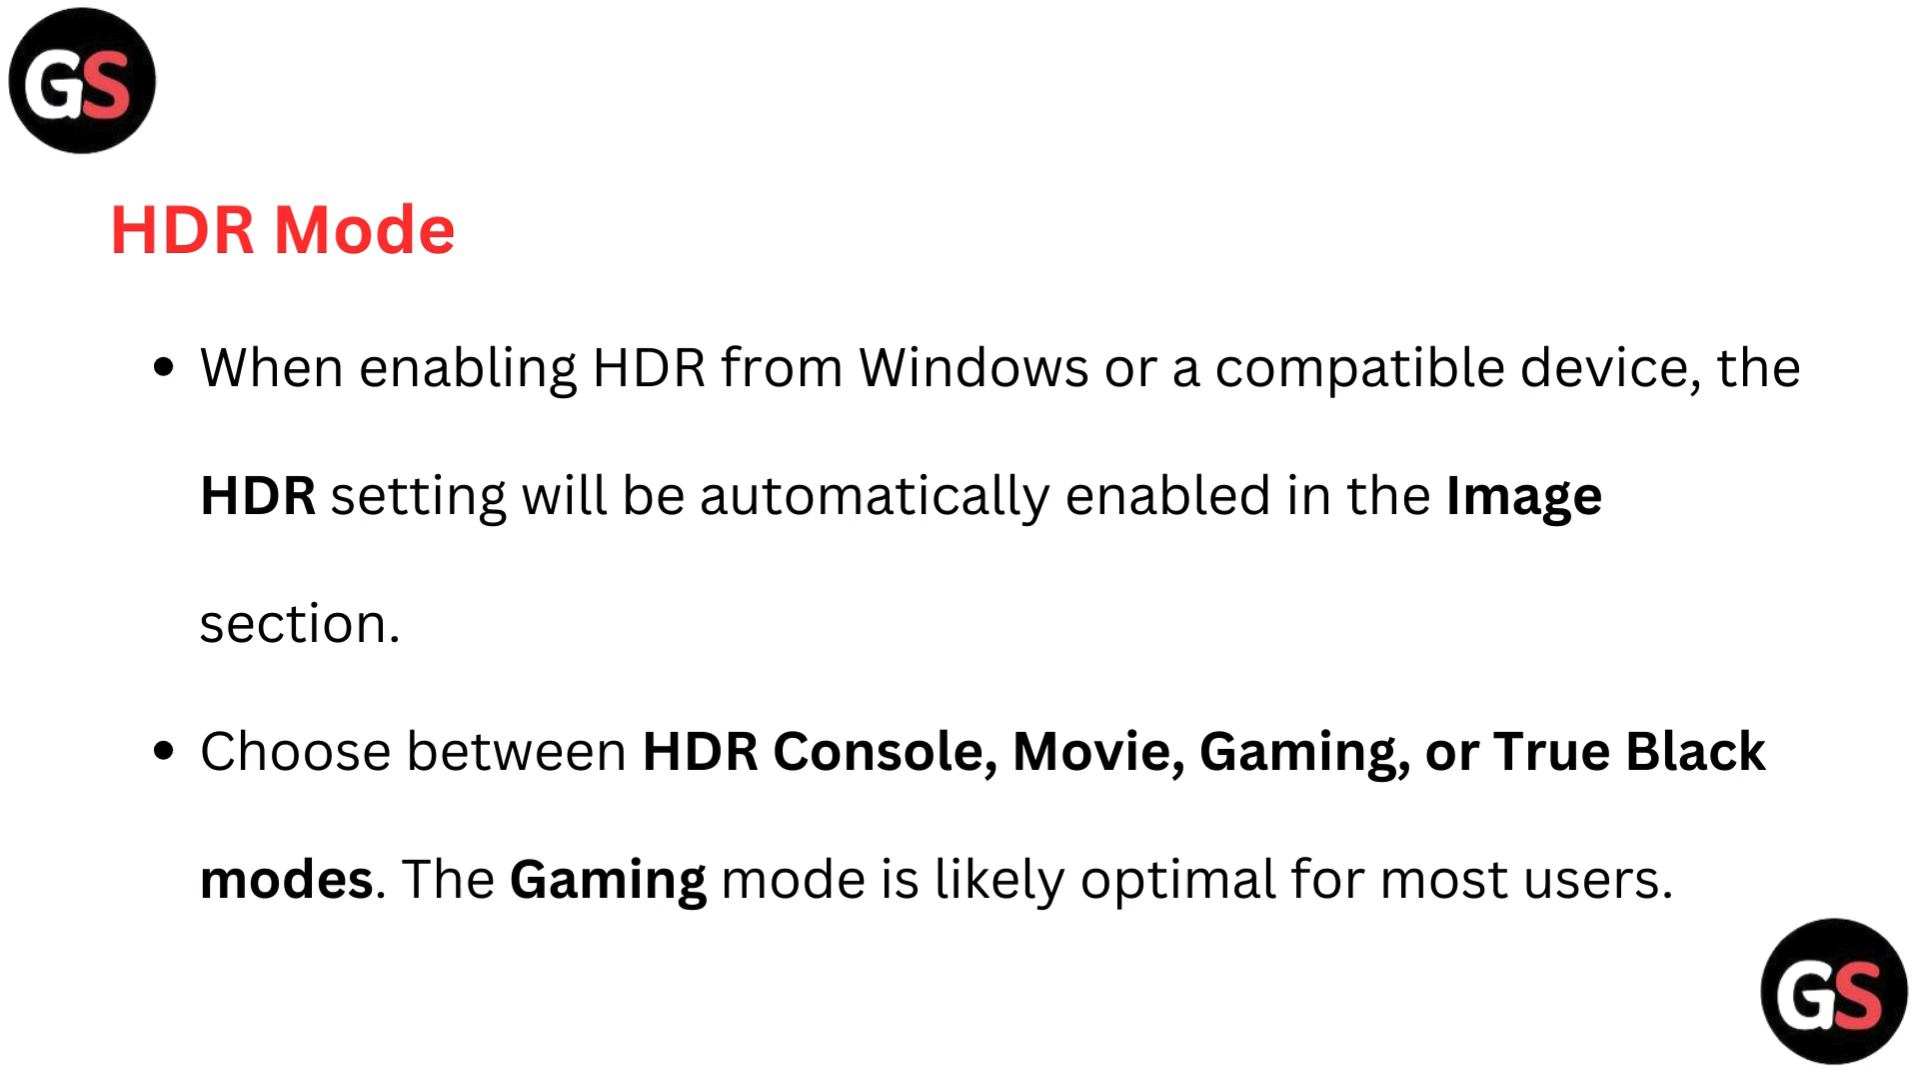 GS
HDR Mode
• When enabling HDR from Windows or a compatible device, the
HDR setting will be automatically enabled in the Image
section.
• Choose between HDR Console, Movie, Gaming, or True Black
modes. The Gaming mode is likely optimal for most users.
GS